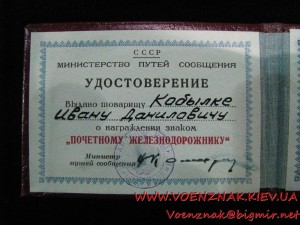 СССР
МИНИСТЕРСТВО ПУТЕЙ СООБЩЕНИЯ
УДОСТОВЕРЕНИЕ
Выдано товарищу Кобылке
Ивану Даниловичу
о награждении знаком
"ПОЧЕТНОМУ ЖЕЛЕЗНОДОРОЖНИКУ"
Министр
путей сообщения
WWW.VOENZNAK.KIEV.UA
Voenznak@bigmir.net